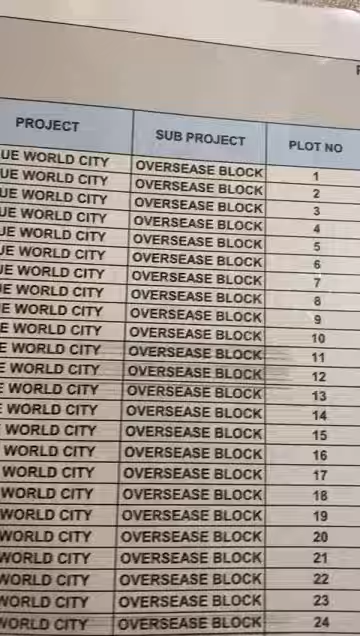 PROJECT SUB PROJECT PLOT NO
UE WORLD CITY OVERSEASE BLOCK 1
UE WORLD CITY OVERSEASE BLOCK 2
UE WORLD CITY OVERSEASE BLOCK 3
UE WORLD CITY OVERSEASE BLOCK 4
UE WORLD CITY OVERSEASE BLOCK 5
UE WORLD CITY OVERSEASE BLOCK 6
UE WORLD CITY OVERSEASE BLOCK 7
UE WORLD CITY OVERSEASE BLOCK 8
E WORLD CITY OVERSEASE BLOCK 9
E WORLD CITY OVERSEASE BLOCK 10
E WORLD CITY OVERSEASE BLOCK 11
E WORLD CITY OVERSEASE BLOCK 12
E WORLD CITY OVERSEASE BLOCK 13
E WORLD CITY OVERSEASE BLOCK 14
WORLD CITY OVERSEASE BLOCK 15
WORLD CITY OVERSEASE BLOCK 16
WORLD CITY OVERSEASE BLOCK 17
WORLD CITY OVERSEASE BLOCK 18
WORLD CITY OVERSEASE BLOCK 19
WORLD CITY OVERSEASE BLOCK 20
WORLD CITY OVERSEASE BLOCK 21
WORLD CITY OVERSEASE BLOCK 22
WORLD CITY OVERSEASE BLOCK 23
WORLD CITY OVERSEASE BLOCK 24